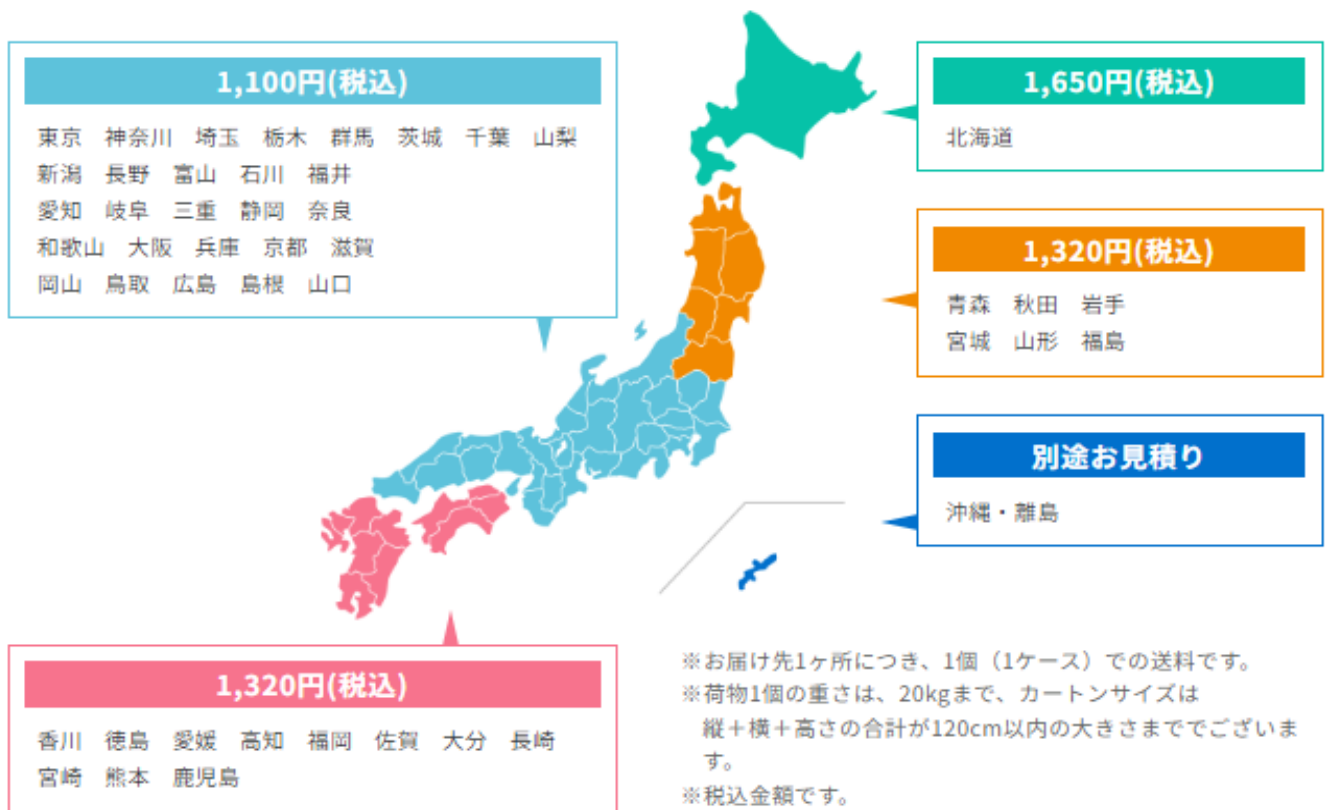 1,100円(税込)
東京 神奈川 埼玉 栃木 群馬 茨城 千葉 山梨
新潟 長野 富山 石川 福井
愛知 岐阜 三重 静岡 奈良
和歌山 大阪 兵庫 京都 滋賀
岡山 鳥取 広島 島根 山口
1,650円(税込)
北海道
1,320円(税込)
青森 秋田 岩手
宮城 山形 福島
別途お見積り
沖縄・離島
1,320円(税込)
香川 徳島 愛媛 高知 福岡 佐賀 大分 長崎
宮崎 熊本 鹿児島
※お届け先1ヶ所につき、1個（1ケース）での送料です。
※荷物1個の重さは、20kgまで、カートンサイズは
縦＋横＋高さの合計が120cm以内の大きさまででございま
す。
※税込金額です。